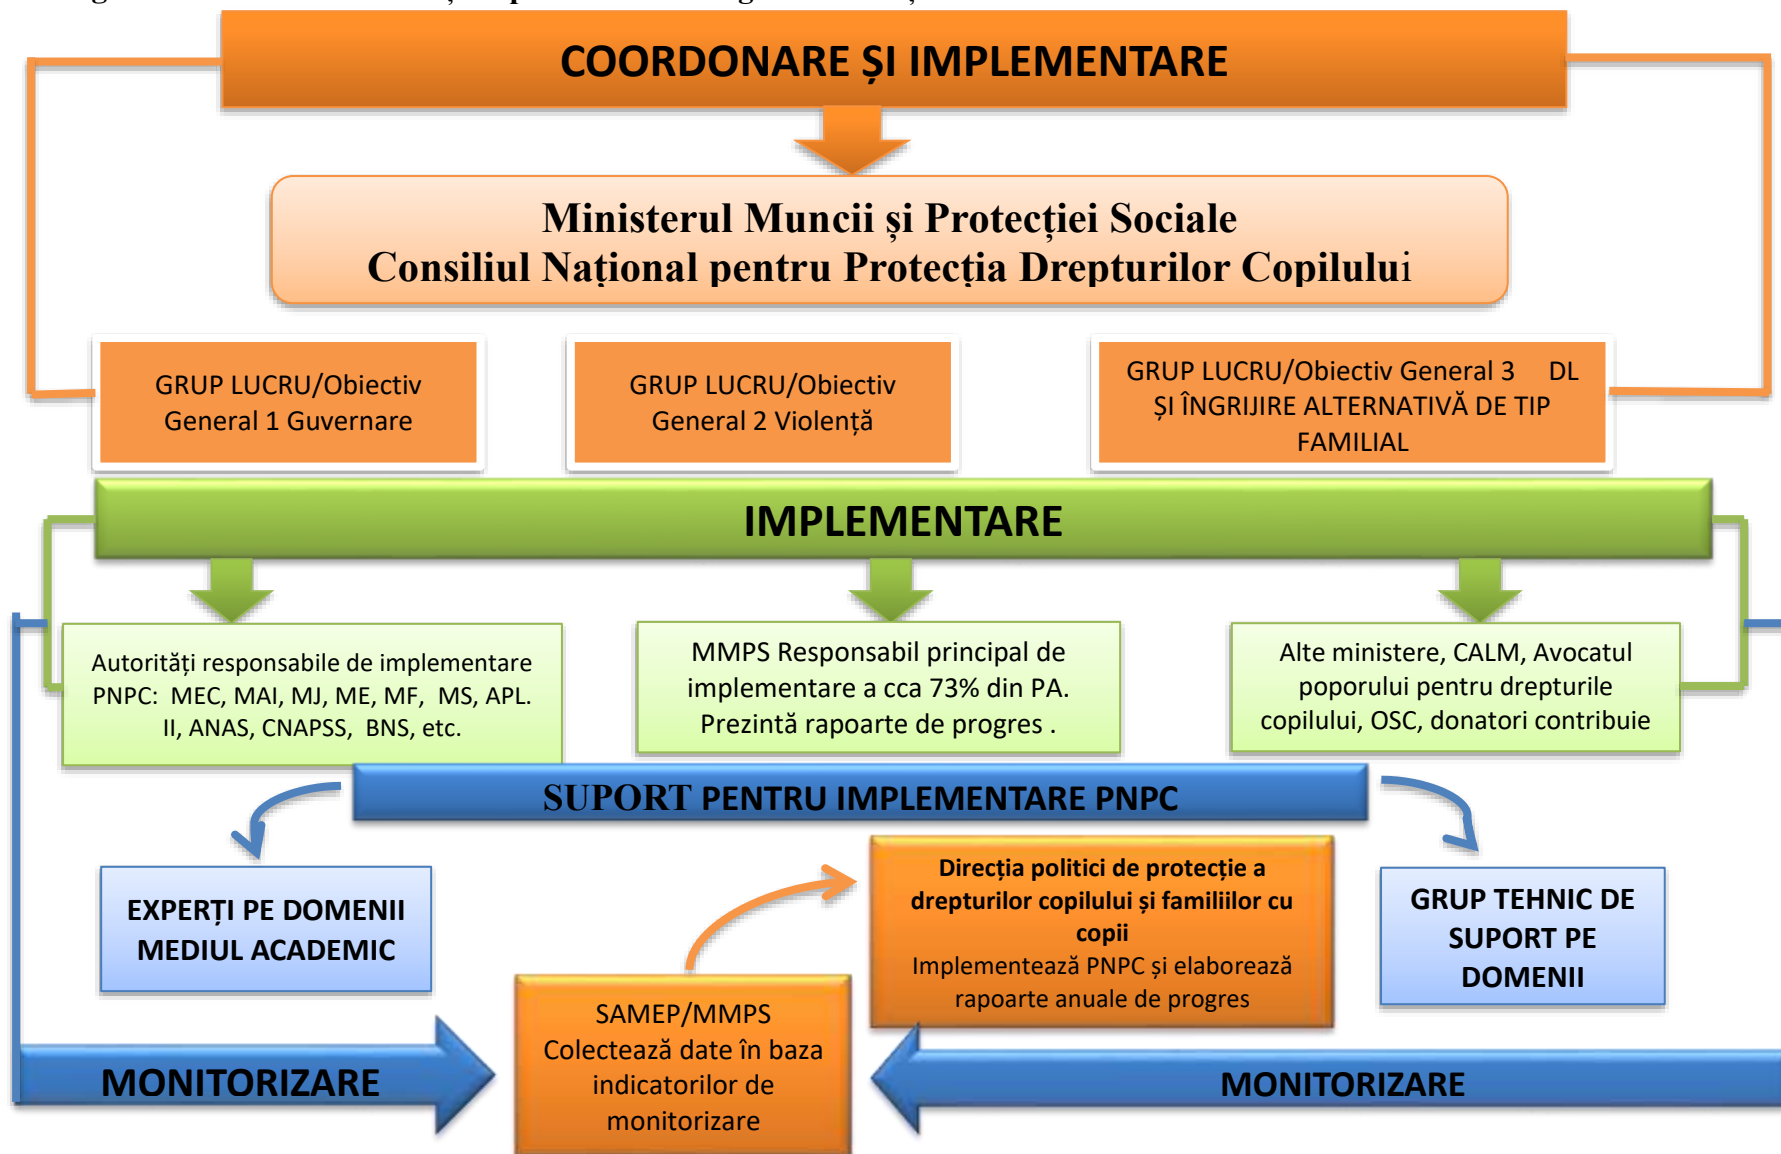 COORDONARE ȘI IMPLEMENTARE
Ministerul Muncii și Protecției Sociale
Consiliul Național pentru Protecția Drepturilor Copilului
GRUP LUCRU/Obiectiv
General 1 Guvernare
GRUP LUCRU/Obiectiv
General 2 Violență
GRUP LUCRU/Obiectiv General 3 DL
ȘI ÎNGRIJIRE ALTERNATIVĂ DE TIP
FAMILIAL
IMPLEMENTARE
Autorități responsabile de implementare
PNPC: MEC, MAI, MJ, ME, MF, MS, APL.
II, ANAS, CNAPSS, BNS, etc.
MMPS Responsabil principal de
implementare a cca 73% din PA.
Prezintă rapoarte de progres .
Alte ministere, CALM, Avocatul
poporului pentru drepturile
copilului, OSC, donatori contribuie
SUPORT PENTRU IMPLEMENTARE PNPC
EXPERȚI PE DOMENII
MEDIUL ACADEMIC
Direcția politici de protecție a
drepturilor copilului și familiilor cu
copii
Implementează PNPC și elaborează
rapoarte anuale de progres
GRUP TEHNIC DE
SUPORT PE
DOMENII
SAMEP/MMPS
Colectează date în baza
indicatorilor de
monitorizare
MONITORIZARE
MONITORIZARE